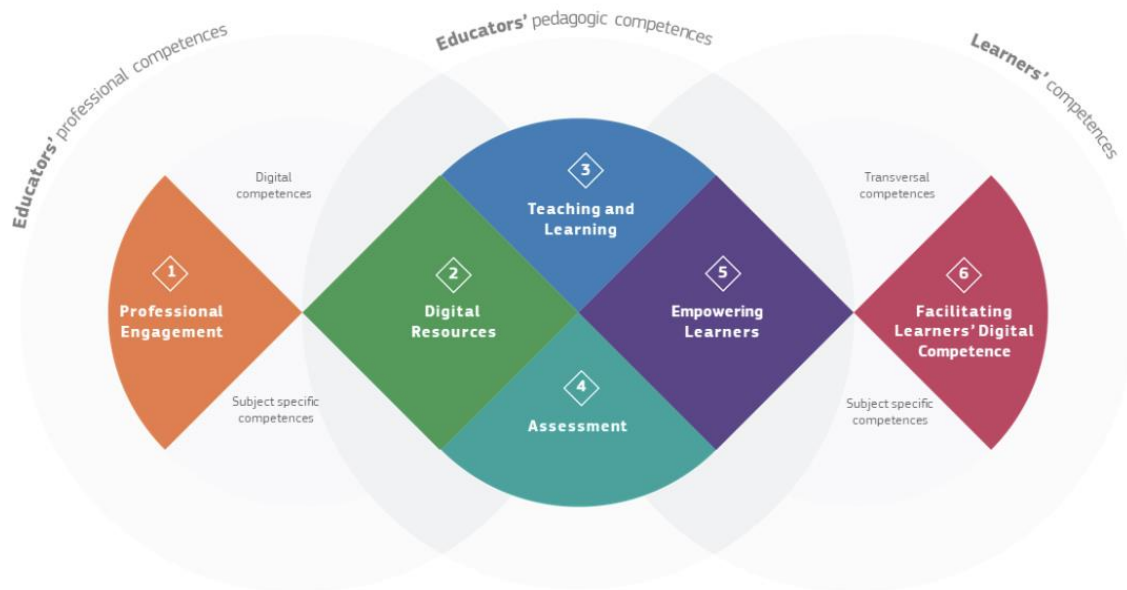 Educators' professional competences
Educators' pedagogic competences
Learners' competences
Digital
competences
Transversal
competences
1
Professional
Engagement
2
Digital
Resources
3
Teaching and
Learning
4
Assessment
5
Empowering
Learners
6
Facilitating
Learners' Digital
Competence
Subject specific
competences
Subject specific
competences